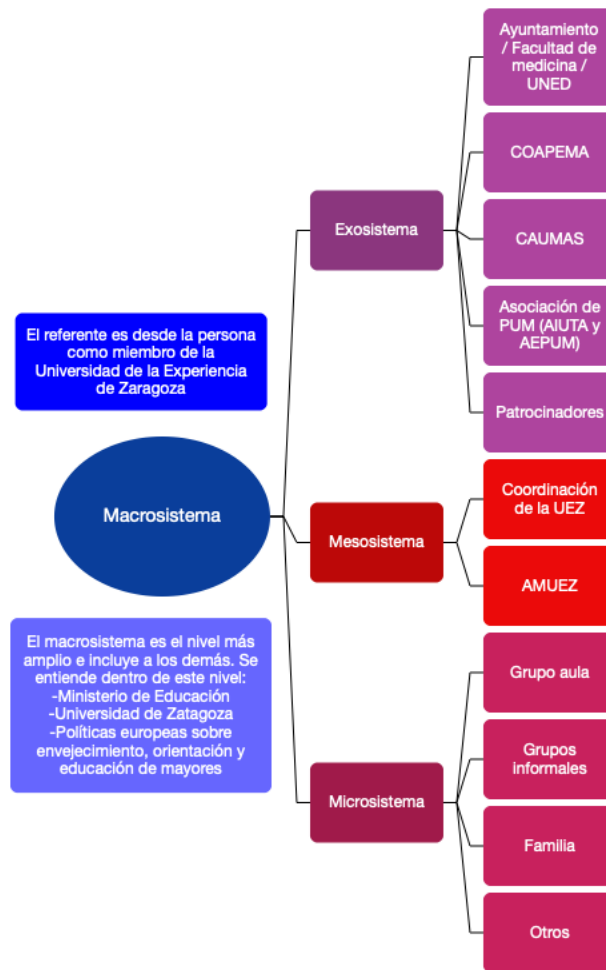 Ayuntamiento
/ Facultad de
medicina /
UNED
COAPEMA
Exosistema
CAUMAS
Asociación de
PUM (AIUTA y
AEPUM)
El referente es desde la persona
como miembro de la
Universidad de la Experiencia
de Zaragoza
Patrocinadores
Macrosistema
Coordinación
de la UEZ
Mesosistema
AMUEZ
El macrosistema es el nivel más
amplio e incluye a los demás. Se
entiende dentro de este nivel:
-Ministerio de Educación
-Universidad de Zatagoza
-Políticas europeas sobre
envejecimiento, orientación y
educación de mayores
Grupo aula
Grupos
informales
Microsistema
Familia
Otros